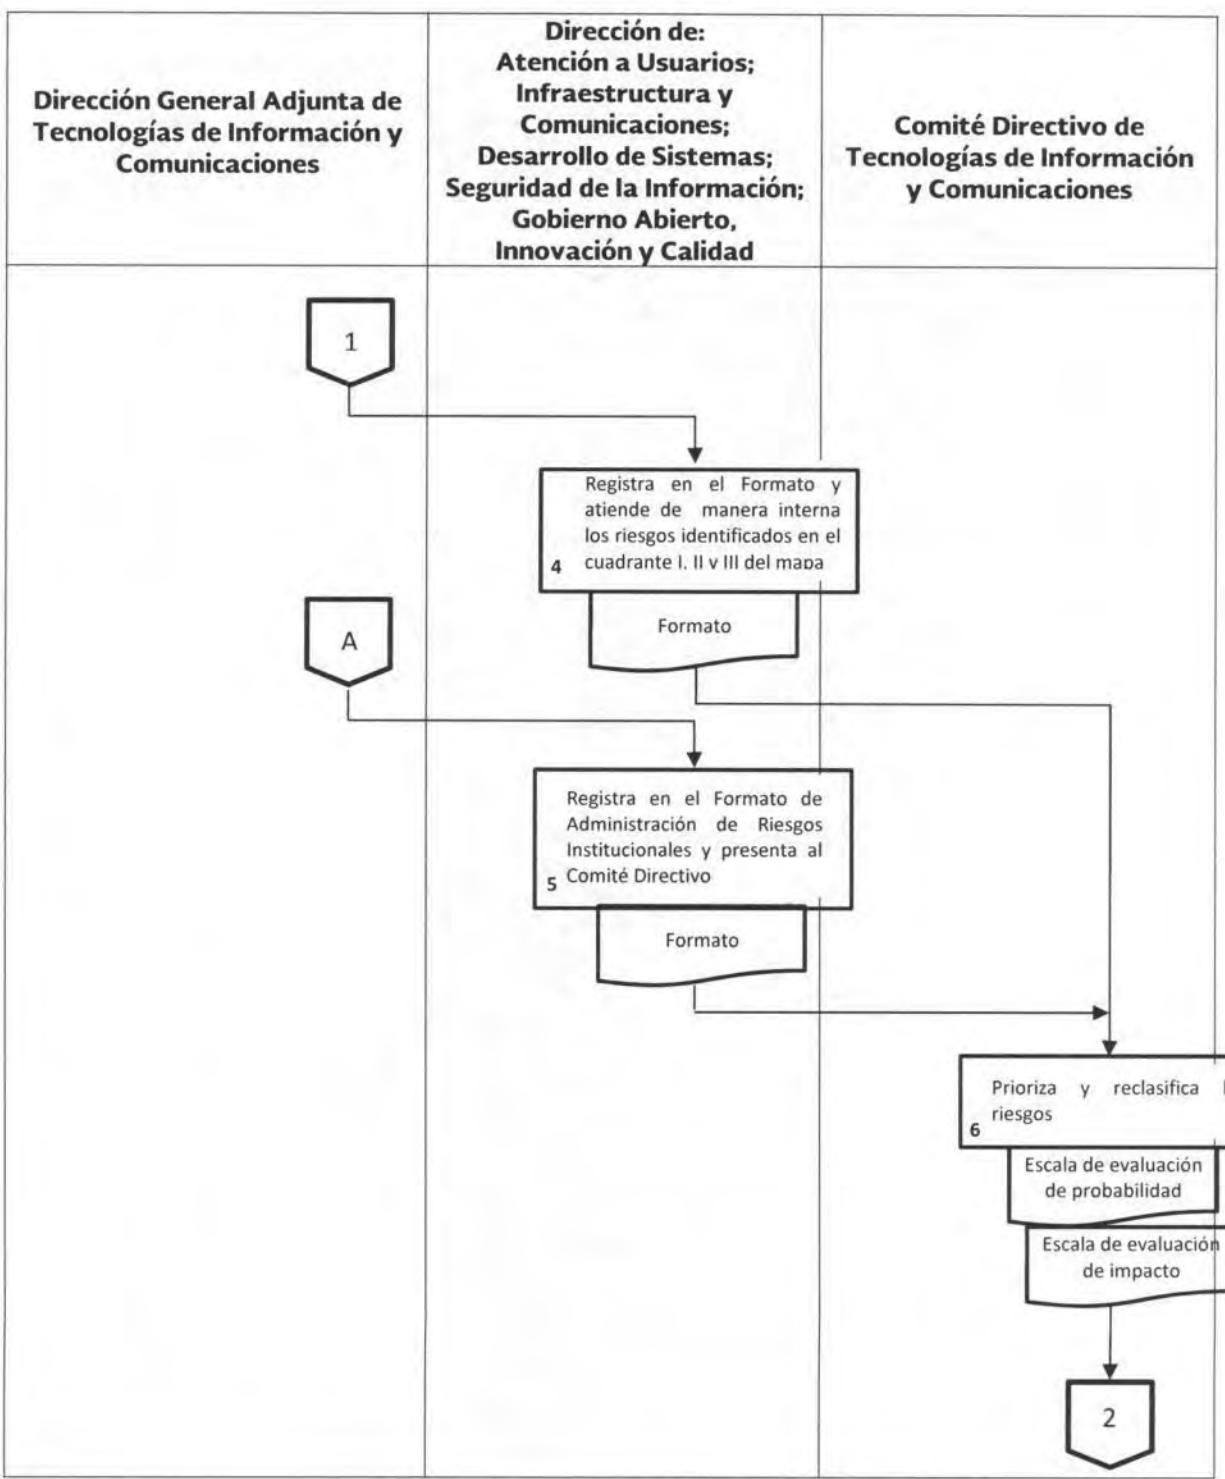 Dirección General Adjunta de
Tecnologías de Información y
Comunicaciones
Dirección de:
Atención a Usuarios;
Infraestructura y
Comunicaciones;
Desarrollo de Sistemas;
Seguridad de la Información;
Gobierno Abierto,
Innovación y Calidad
Comité Directivo de
Tecnologías de Información
y Comunicaciones
1
Registra en el Formato y
atiende de manera interna
los riesgos identificados en el
4 cuadrante I. II y III del mapa
Formato
A
Registra en el Formato de
Administración de Riesgos
Institucionales y presenta al
5 Comité Directivo
Formato
Prioriza y reclasifica
riesgos
6
Escala de evaluación
de probabilidad
Escala de evaluación
de impacto
2